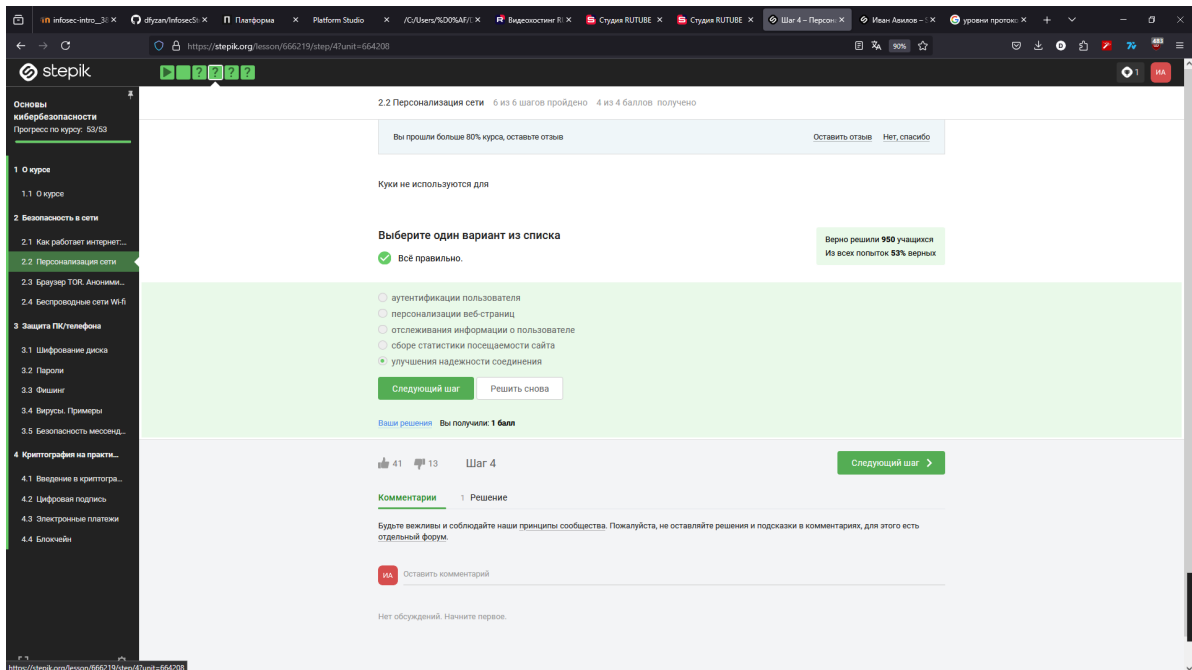 infosec-intro_3
dfyzan/InfosecSt
Платформа
Platform Studio
/C:/Users/%D0%AF/
Видеохостинг R
Студия RUTUBE
Студия RUTUBE
Шаг 4 – Персон
Иван Авилов – S
уровни проток
https://stepik.org/lesson/666219/step/4?unit=664208
90%
stepik
1
ИА
Основы кибербезопасности
Прогресс по курсу: 53/53
1 О курсе
1.1 О курсе
2 Безопасность в сети
2.1 Как работает интернет:...
2.2 Персонализация сети
2.3 Браузер TOR. Аноними...
2.4 Беспроводные сети Wi-fi
3 Защита ПК/телефона
3.1 Шифрование диска
3.2 Пароли
3.3 Фишинг
3.4 Вирусы. Примеры
3.5 Безопасность мессенд...
4 Криптография на практи...
4.1 Введение в криптогра...
4.2 Цифровая подпись
4.3 Электронные платежи
4.4 Блокчейн
2.2 Персонализация сети 6 из 6 шагов пройдено 4 из 4 баллов получено
Вы прошли больше 80% курса, оставьте отзыв
Оставить отзыв Нет, спасибо
Куки не используются для
Выберите один вариант из списка
Всё правильно.
Верно решили 950 учащихся
Из всех попыток 53% верных
аутентификации пользователя
персонализации веб-страниц
отслеживания информации о пользователе
сборе статистики посещаемости сайта
улучшения надежности соединения
Следующий шаг
Решить снова
Ваши решения Вы получили: 1 балл
41 13 Шаг 4
Следующий шаг
Комментарии 1 Решение
Будьте вежливы и соблюдайте наши принципы сообщества. Пожалуйста, не оставляйте решения и подсказки в комментариях, для этого есть
отдельный форум.
ИА
Оставить комментарий
Нет обсуждений. Начните первое.
https://stepik.org/lesson/666219/step/4?unit=664208